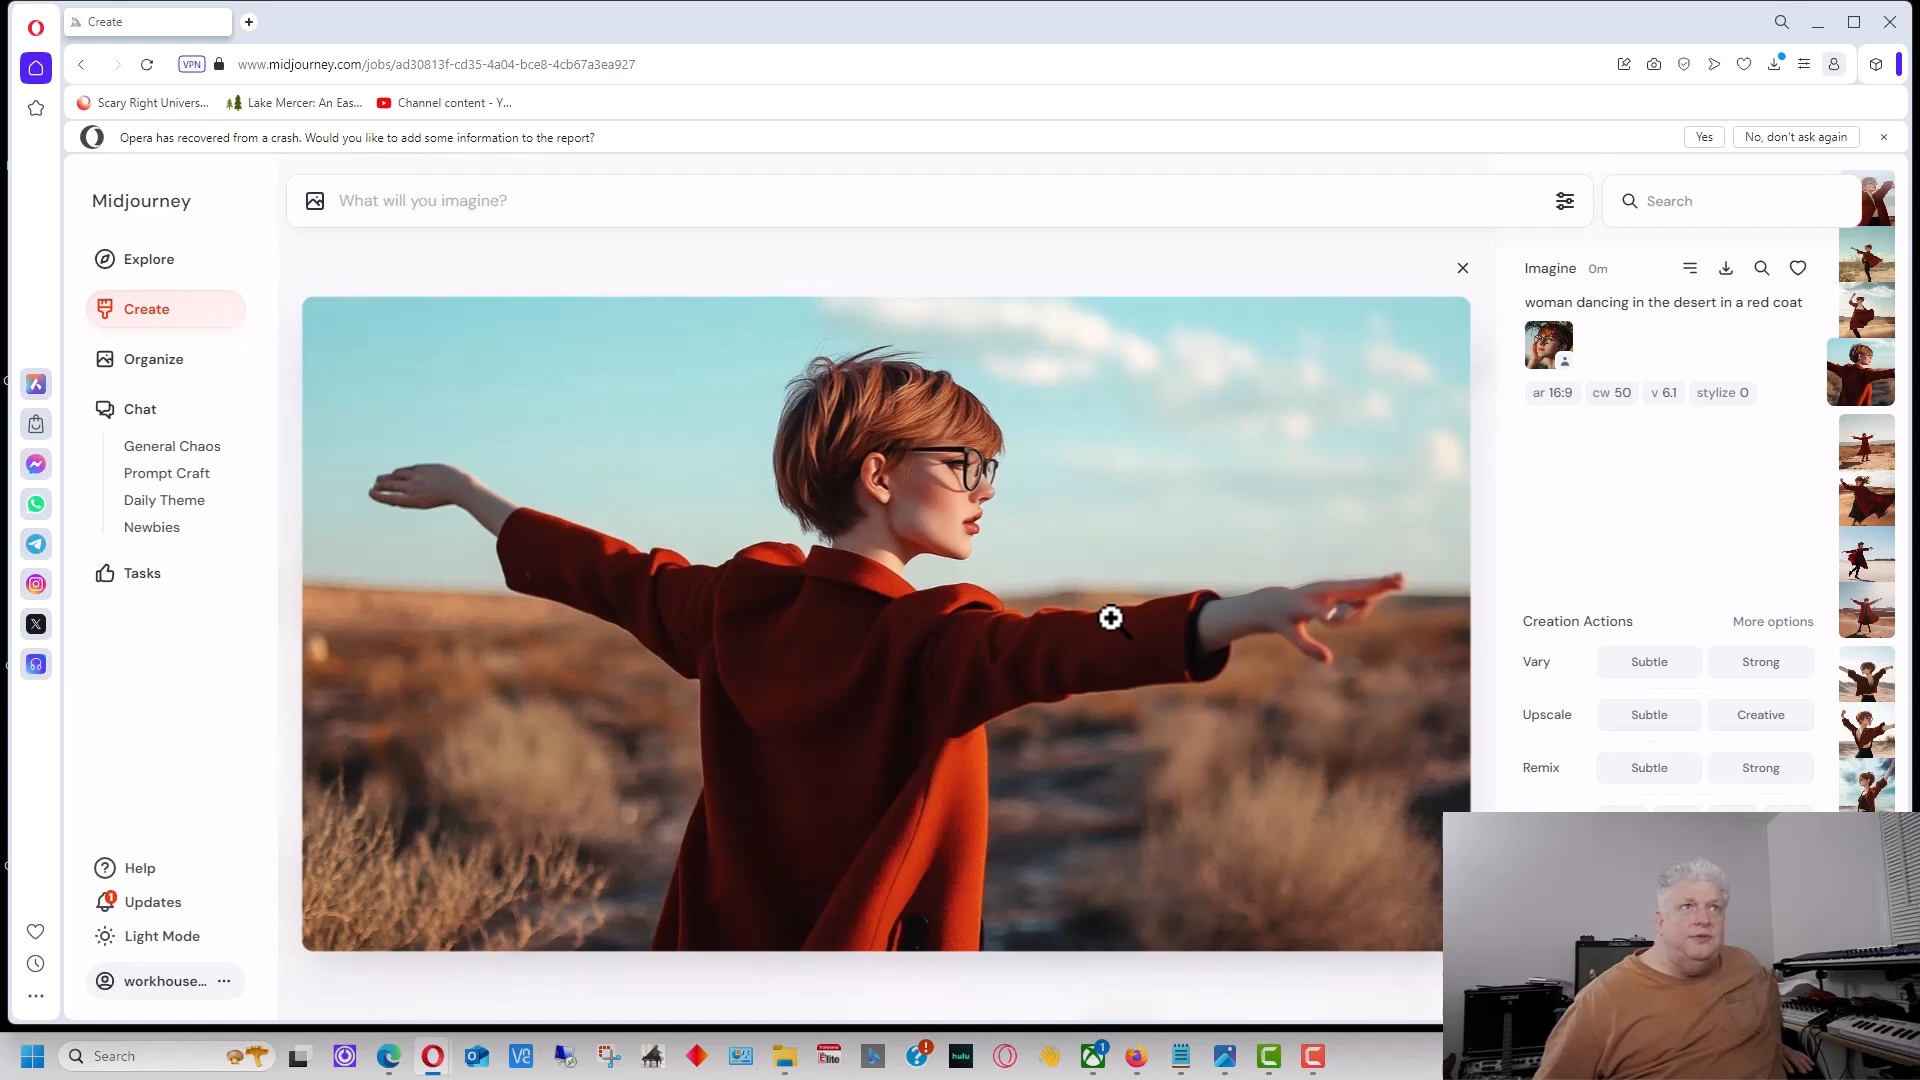 Create
VPN
www.midjourney.com/jobs/ad30813f-cd35-4a04-bce8-4cb67a3ea927
Scary Right Univers...
Lake Mercer: An Eas...
Channel content - Y...
Opera has recovered from a crash. Would you like to add some information to the report?
Yes
No, don't ask again
Midjourney
What will you imagine?
Search
Explore
Create
Organize
Chat
General Chaos
Prompt Craft
Daily Theme
Newbies
Tasks
Imagine 0m
woman dancing in the desert in a red coat
ar 16:9
cw 50
v 6.1
stylize 0
Creation Actions
More options
Vary
Subtle
Strong
Upscale
Subtle
Creative
Remix
Subtle
Strong
Help
1
Updates
Light Mode
workhouse...
Search
hulu
Elite
1